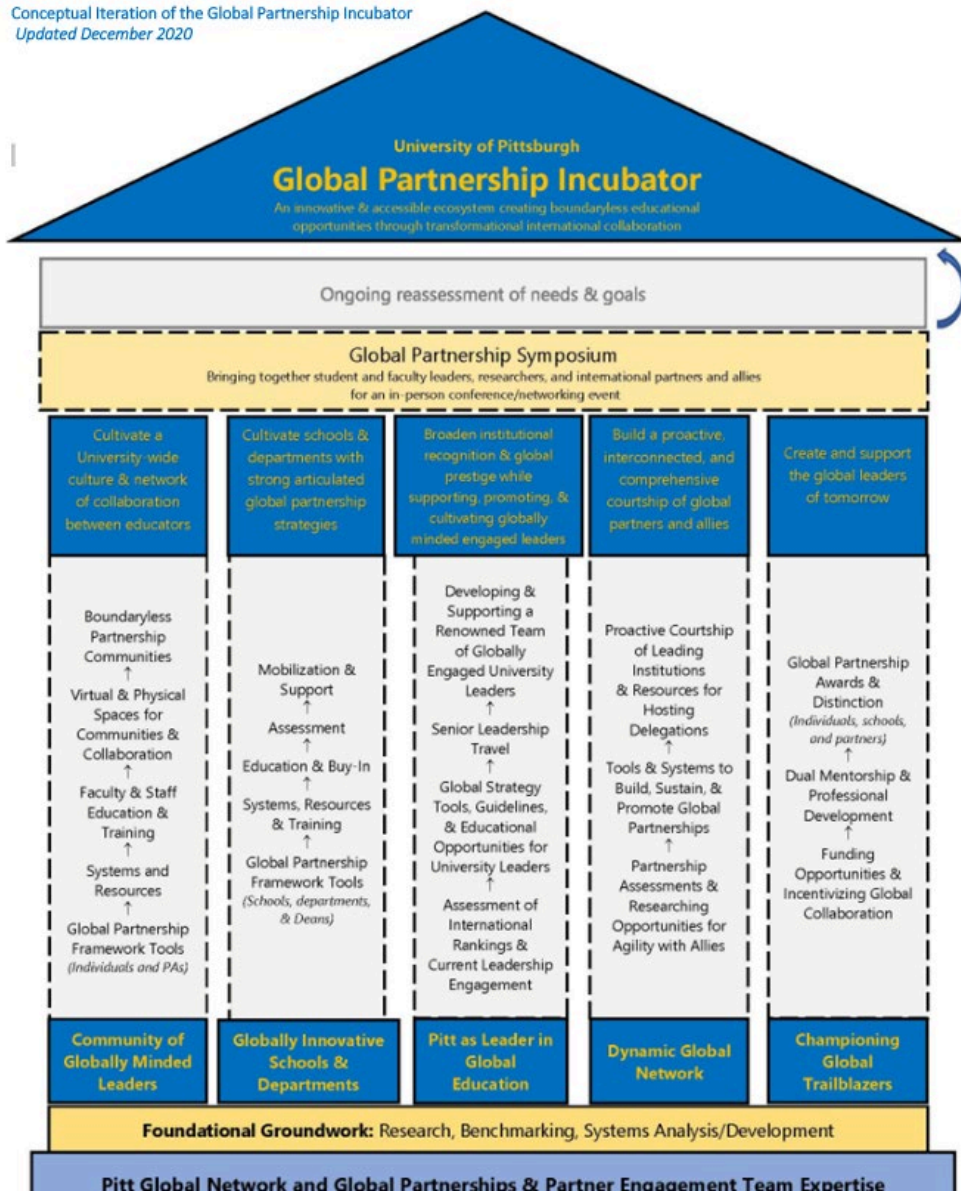 Conceptual Iteration of the Global Partnership Incubator
Updated December 2020
University of Pittsburgh
Global Partnership Incubator
An innovative & accessible ecosystem creating boundaryless educational
opportunities through transformational international collaboration
Ongoing reassessment of needs & goals
Global Partnership Symposium
Bringing together student and faculty leaders, researchers, and international partners and allies
for an in-person conference/networking event
Cultivate a
University-wide
culture & network
of collaboration
between educators
Cultivate schools &
departments with
strong articulated
global partnership
strategies
Broaden institutional
recognition & global
prestige while
supporting, promoting, &
cultivating globally
minded engaged leaders
Build a proactive,
interconnected, and
comprehensive
courtship of global
partners and allies
Create and support
the global leaders
of tomorrow
Boundaryless
Partnership
Communities
↑
Virtual & Physical
Spaces for
Communities &
Collaboration
↑
Faculty & Staff
Education &
Training
↑
Systems and
Resources
↑
Global Partnership
Framework Tools
(Individuals and PAs)
Mobilization &
Support
↑
Assessment
↑
Education & Buy-In
↑
Systems, Resources
& Training
↑
Global Partnership
Framework Tools
(Schools, departments,
& Deans)
Developing &
Supporting a
Renowned Team
of Globally
Engaged University
Leaders
↑
Senior Leadership
Travel
↑
Global Strategy
Tools, Guidelines,
& Educational
Opportunities for
University Leaders
↑
Assessment of
International
Rankings &
Current Leadership
Engagement
Proactive Courtship
of Leading
Institutions
& Resources for
Hosting
Delegations
↑
Tools & Systems to
Build, Sustain, &
Promote Global
Partnerships
↑
Partnership
Assessments &
Researching
Opportunities for
Agility with Allies
Global Partnership
Awards &
Distinction
(Individuals, schools,
and partners)
↑
Dual Mentorship &
Professional
Development
↑
Funding
Opportunities &
Incentivizing Global
Collaboration
Community of
Globally Minded
Leaders
Globally Innovative
Schools &
Departments
Pitt as Leader in
Global
Education
Dynamic Global
Network
Championing
Global
Trailblazers
Foundational Groundwork: Research, Benchmarking, Systems Analysis/Development
Pitt Global Network and Global Partnerships & Partner Engagement Team Expertise